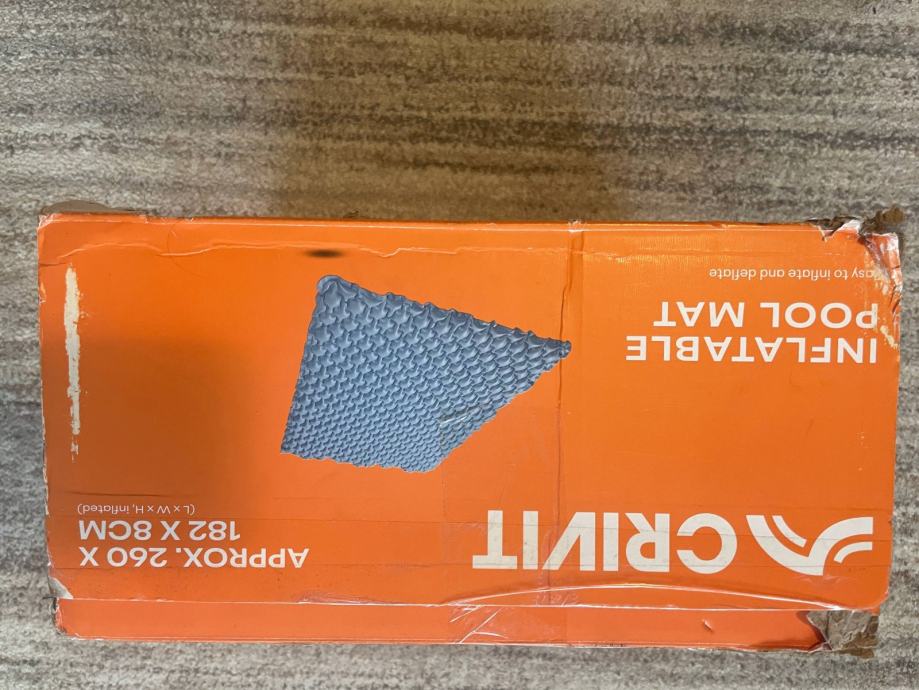 CRIVIT
INFLATABLE
POOL MAT
easy to inflate and deflate
APPROX. 260 X
182 X 8CM
(L x W x H, inflated)